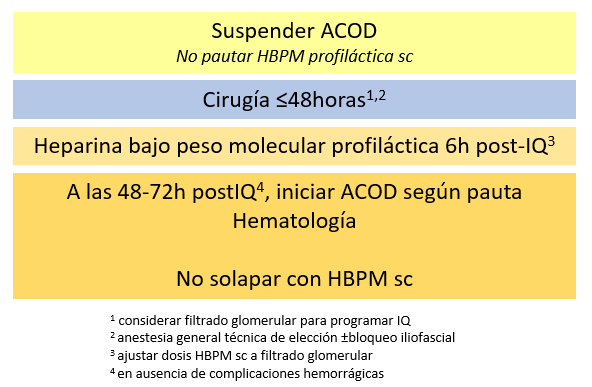 Suspender ACOD
No pautar HBPM profiláctica sc
Cirugía ≤48horas¹,²
Heparina bajo peso molecular profiláctica 6h post-IQ³
A las 48-72h postIQ⁴, iniciar ACOD según pauta
Hematología
No solapar con HBPM sc
¹ considerar filtrado glomerular para programar IQ
² anestesia general técnica de elección ±bloqueo iliofascial
³ ajustar dosis HBPM sc a filtrado glomerular
⁴ en ausencia de complicaciones hemorrágicas